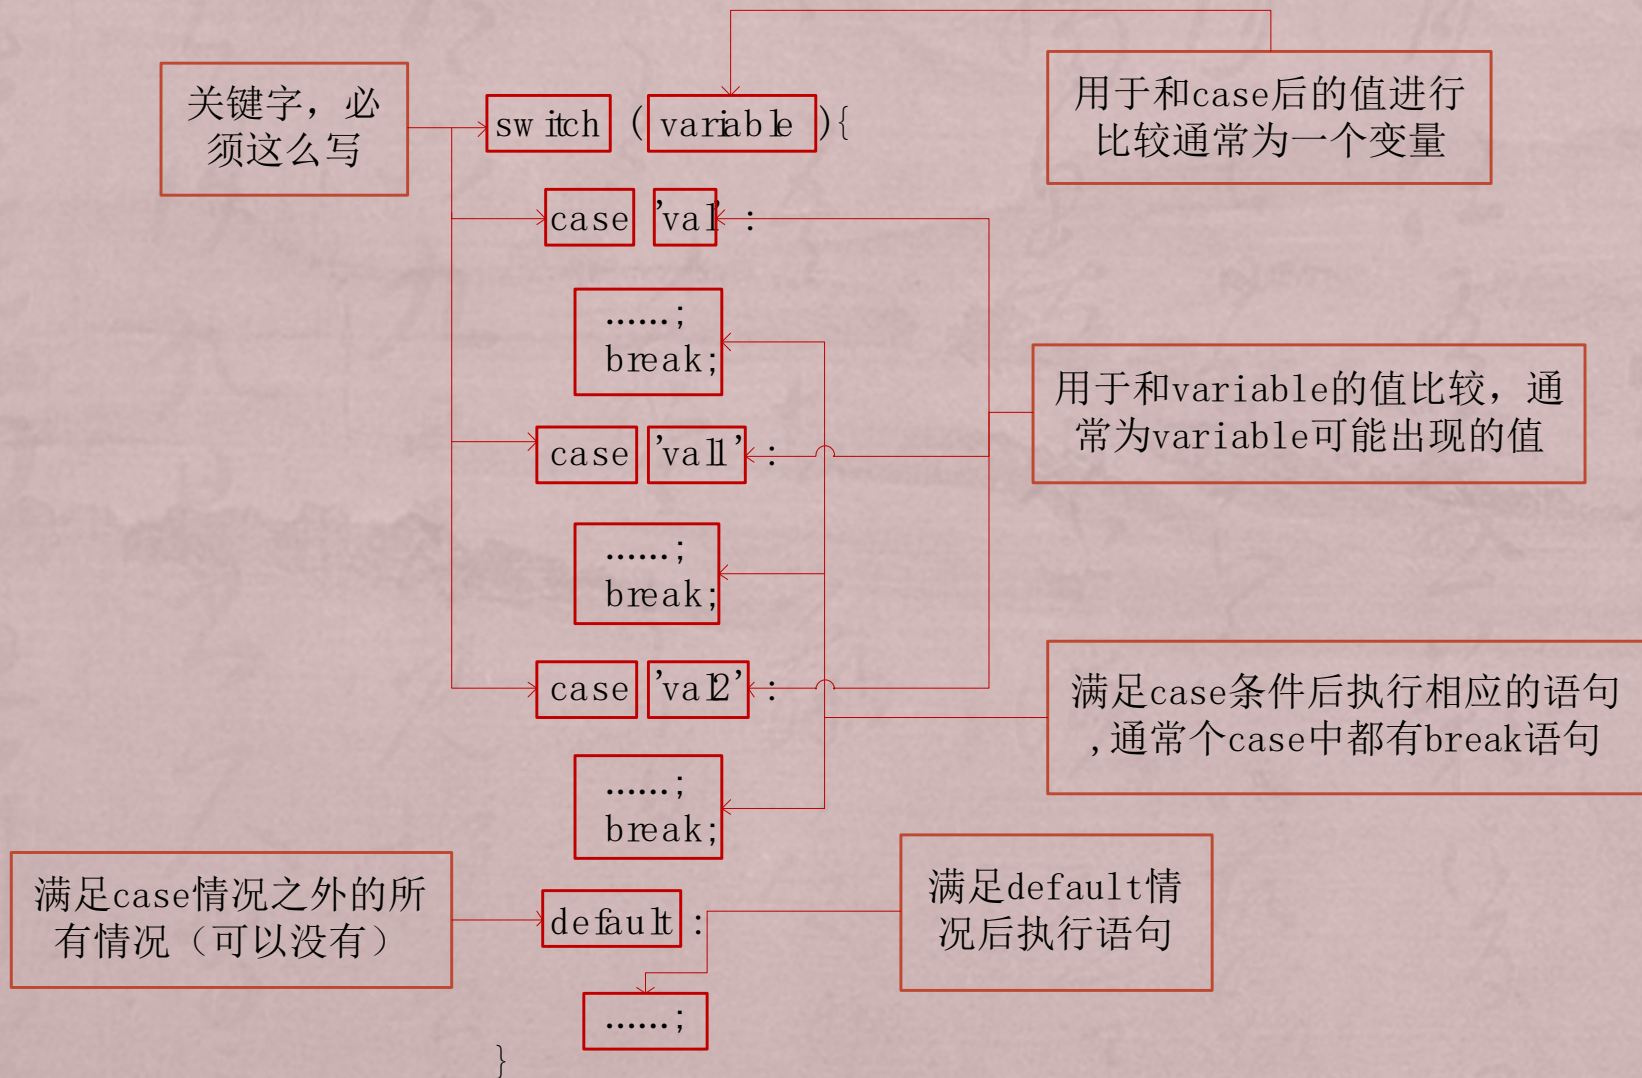 关键字，必
须这么写
switch (variable){
用于和case后的值进行
比较通常为一个变量
case 'val' :
......;
break;
用于和variable的值比较，通
常为variable可能出现的值
case 'val1' :
......;
break;
case 'val2' :
满足case条件后执行相应的语句
,通常个case中都有break语句
......;
break;
满足case情况之外的所
有情况（可以没有）
default :
满足default情
况后执行语句
......;
}